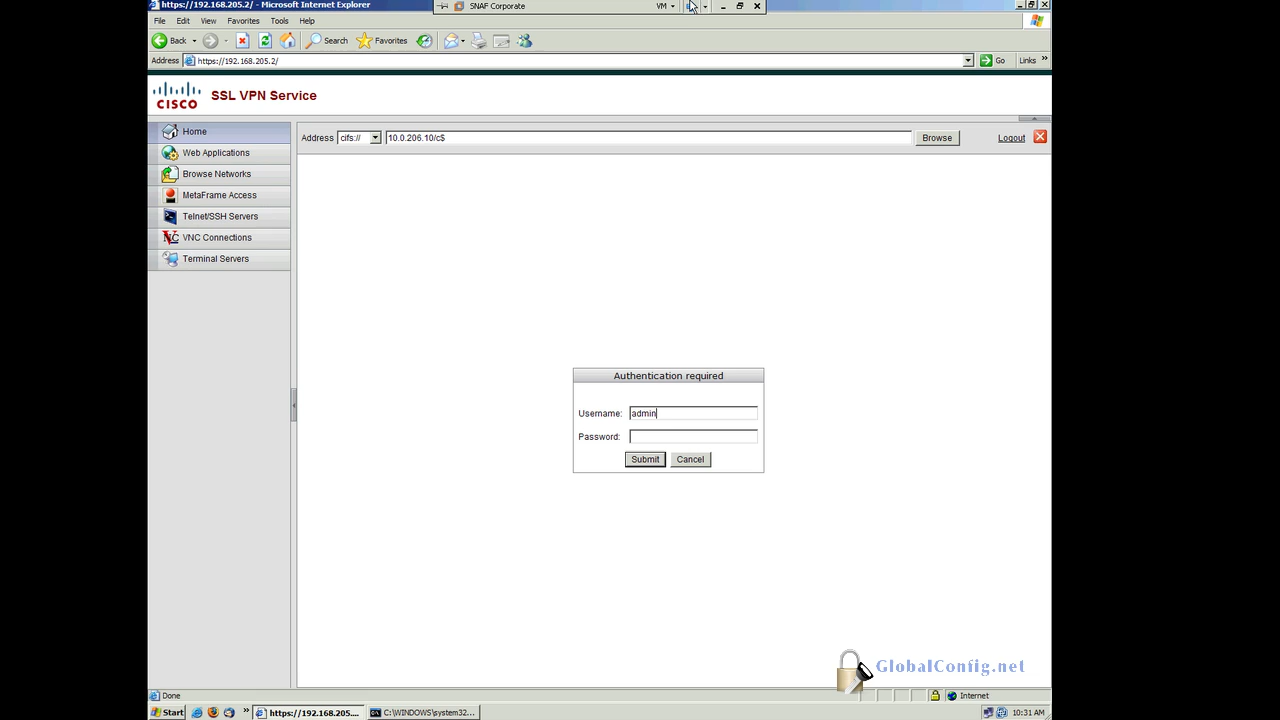 https://192.168.205.2/ - Microsoft Internet Explorer
SNAF Corporate
VM
File Edit View Favorites Tools Help
Back Search Favorites
Address https://192.168.205.2/ Go Links »
CISCO
SSL VPN Service
Home
Web Applications
Browse Networks
MetaFrame Access
Telnet/SSH Servers
VNC Connections
Terminal Servers
Address cifs:// 10.0.206.10/c$ Browse Logout
Authentication required
Username: admin
Password:
Submit Cancel
GlobalConfig.net
Done Internet
Start » https://192.168.205.... C:\WINDOWS\system32... 10:31 AM